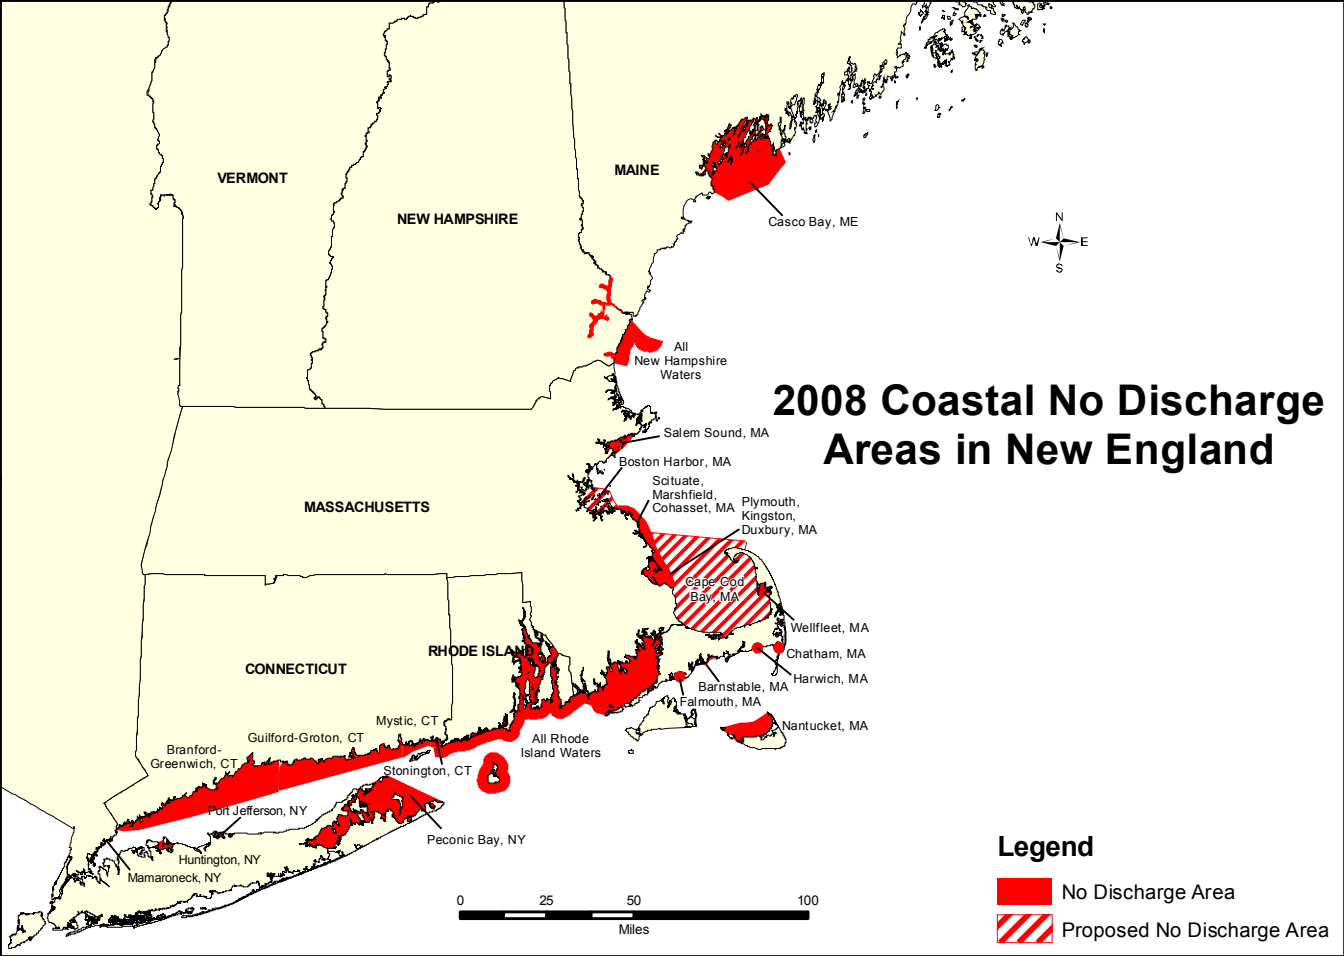 VERMONT
MAINE
NEW HAMPSHIRE
Casco Bay, ME
N
W
E
S
All
New Hampshire
Waters
2008 Coastal No Discharge
Areas in New England
Salem Sound, MA
Boston Harbor, MA
Scituate,
Marshfield,
Cohasset, MA
Plymouth,
Kingston,
Duxbury, MA
MASSACHUSETTS
Cape Cod
Bay, MA
Wellfleet, MA
Chatham, MA
Harwich, MA
Barnstable, MA
Falmouth, MA
Nantucket, MA
RHODE ISLAND
CONNECTICUT
Mystic, CT
Guilford-Groton, CT
Branford-
Greenwich, CT
All Rhode
Island Waters
Stonington, CT
Port Jefferson, NY
Peconic Bay, NY
Huntington, NY
Mamaroneck, NY
0 25 50 100
Miles
Legend
No Discharge Area
Proposed No Discharge Area